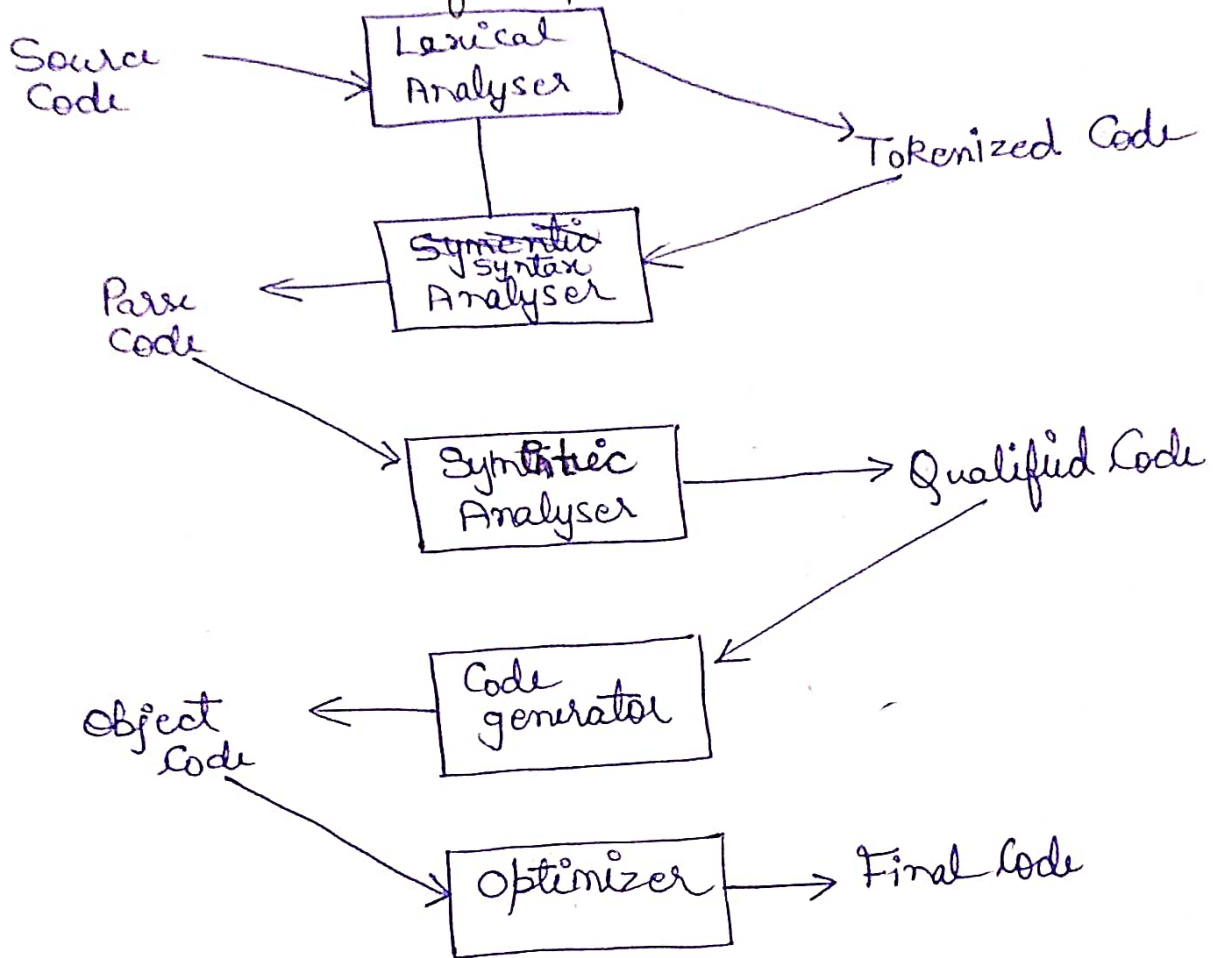 Source
Code
Lexical
Analyser
Tokenized Code
Syntax
Analyser
Parse
Code
Analyser
Qualified Code
Code
generator
Object
Code
Optimizer
Final Code